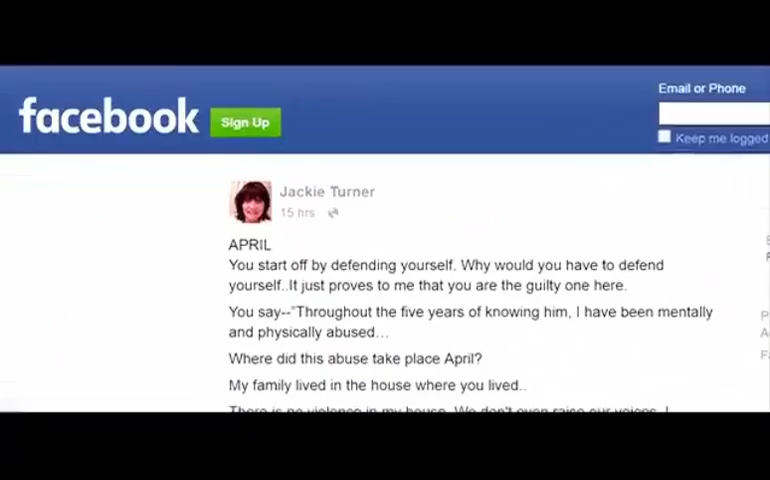 facebook
Sign Up
Email or Phone
Keep me logged
Jackie Turner
15 hrs
APRIL
You start off by defending yourself. Why would you have to defend
yourself..It just proves to me that you are the guilty one here.
You say--"Throughout the five years of knowing him, I have been mentally
and physically abused...
Where did this abuse take place April?
My family lived in the house where you lived..
There is no violence in my house. We don't even raise our voices. I